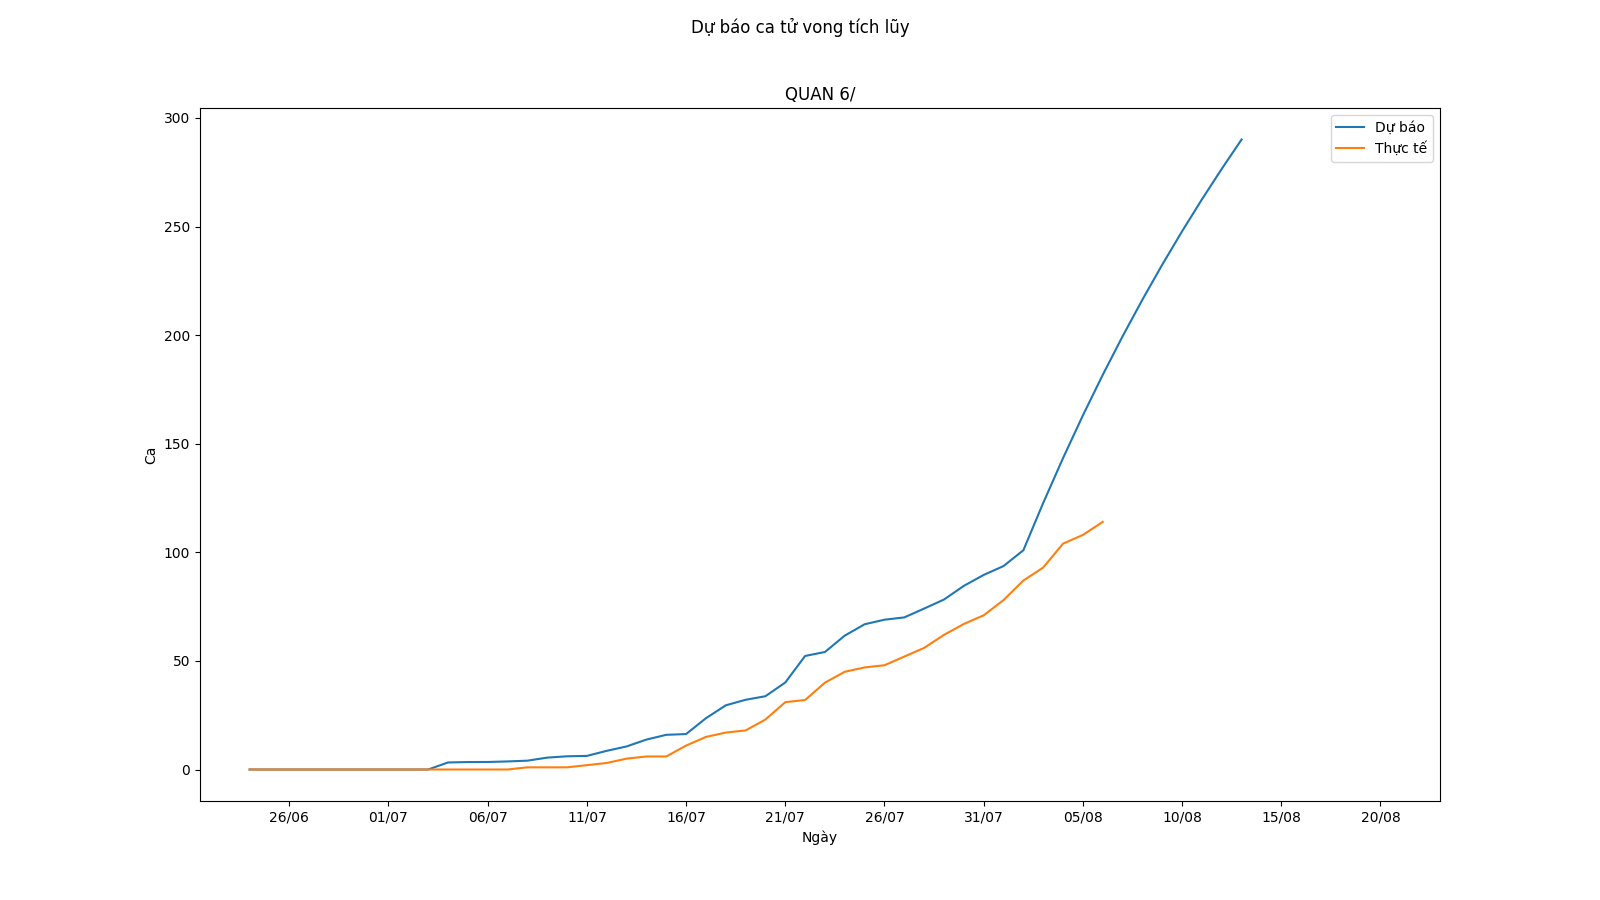 Dự báo ca tử vong tích lũy
QUAN 6/
Dự báo
Thực tế
300
250
200
150
100
50
0
Ca
26/06 01/07 06/07 11/07 16/07 21/07 26/07 31/07 05/08 10/08 15/08 20/08
Ngày